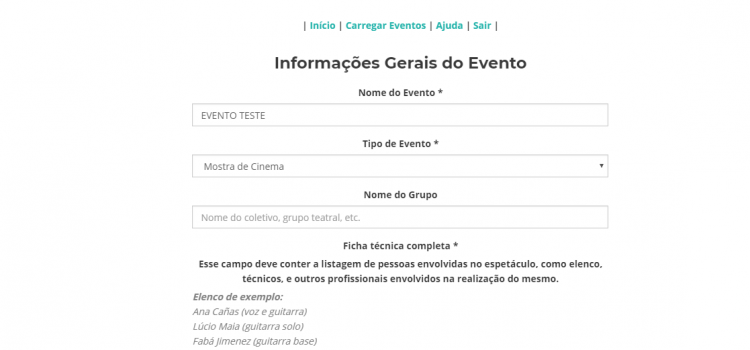 | Início | Carregar Eventos | Ajuda | Sair |
Informações Gerais do Evento
Nome do Evento *
EVENTO TESTE
Tipo de Evento *
Mostra de Cinema
Nome do Grupo
Nome do coletivo, grupo teatral, etc.
Ficha técnica completa *
Esse campo deve conter a listagem de pessoas envolvidas no espetáculo, como elenco,
técnicos, e outros profissionais envolvidos na realização do mesmo.
Elenco de exemplo:
Ana Cañas (voz e guitarra)
Lúcio Maia (guitarra solo)
Fabá Jimenez (guitarra base)